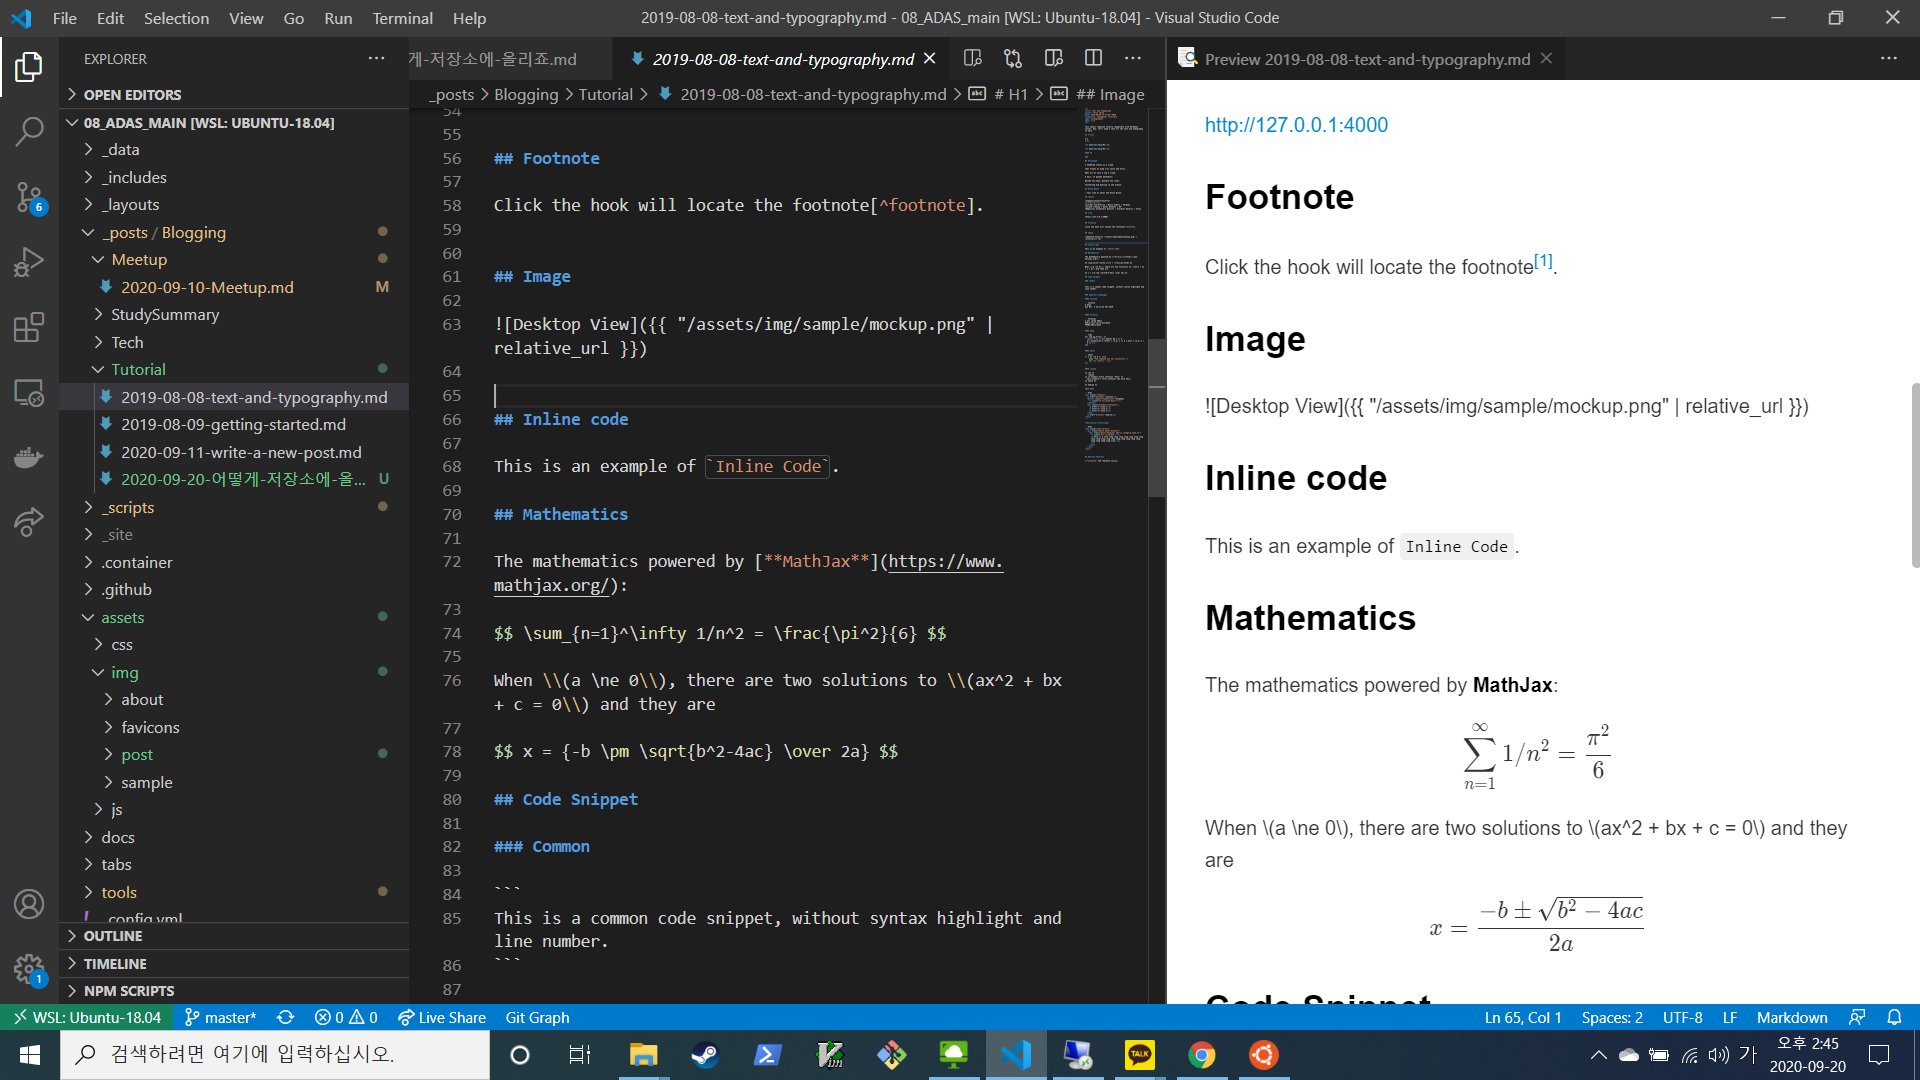 File Edit Selection View Go Run Terminal Help
2019-08-08-text-and-typography.md - 08_ADAS_main [WSL: Ubuntu-18.04] - Visual Studio Code
EXPLORER
OPEN EDITORS
08_ADAS_MAIN [WSL: UBUNTU-18.04]
_data
_includes
_layouts
_posts / Blogging
Meetup
2020-09-10-Meetup.md M
StudySummary
Tech
Tutorial
2019-08-08-text-and-typography.md
2019-08-09-getting-started.md
2020-09-11-write-a-new-post.md
2020-09-20-어떻게-저장소에-올... U
_scripts
_site
.container
.github
assets
css
img
about
favicons
post
sample
js
docs
tabs
tools
_config.yml
OUTLINE
TIMELINE
NPM SCRIPTS
6
1
게-저장소에-올리죠.md
2019-08-08-text-and-typography.md
_posts > Blogging > Tutorial > 2019-08-08-text-and-typography.md > # H1 > ## Image
54
55
56 ## Footnote
57
58 Click the hook will locate the footnote[^footnote].
59
60
61 ## Image
62
63 ![Desktop View]({{ "/assets/img/sample/mockup.png" |
relative_url }})
64
65
66 ## Inline code
67
68 This is an example of `Inline Code`.
69
70 ## Mathematics
71
72 The mathematics powered by [**MathJax**](https://www.
mathjax.org/):
73
74 $$ \sum_{n=1}^\infty 1/n^2 = \frac{\pi^2}{6} $$
75
76 When \\(a \ne 0\\), there are two solutions to \\(ax^2 + bx
+ c = 0\\) and they are
77
78 $$ x = {-b \pm \sqrt{b^2-4ac} \over 2a} $$
79
80 ## Code Snippet
81
82 ### Common
83
84 ```
85 This is a common code snippet, without syntax highlight and
line number.
86 ```
87
Preview 2019-08-08-text-and-typography.md
http://127.0.0.1:4000
Footnote
Click the hook will locate the footnote[1].
Image
![Desktop View]({{ "/assets/img/sample/mockup.png" | relative_url }})
Inline code
This is an example of Inline Code.
Mathematics
The mathematics powered by MathJax:
∑_{n=1}^{∞} 1/n² = π²/6
When \(a \ne 0\), there are two solutions to \(ax^2 + bx + c = 0\) and they
are
x = (−b ± √(b² − 4ac)) / 2a
Code Snippet
WSL: Ubuntu-18.04 master* 0 0 Live Share Git Graph
Ln 65, Col 1 Spaces: 2 UTF-8 LF Markdown
검색하려면 여기에 입력하십시오.
TALK
가
오후 2:45
2020-09-20